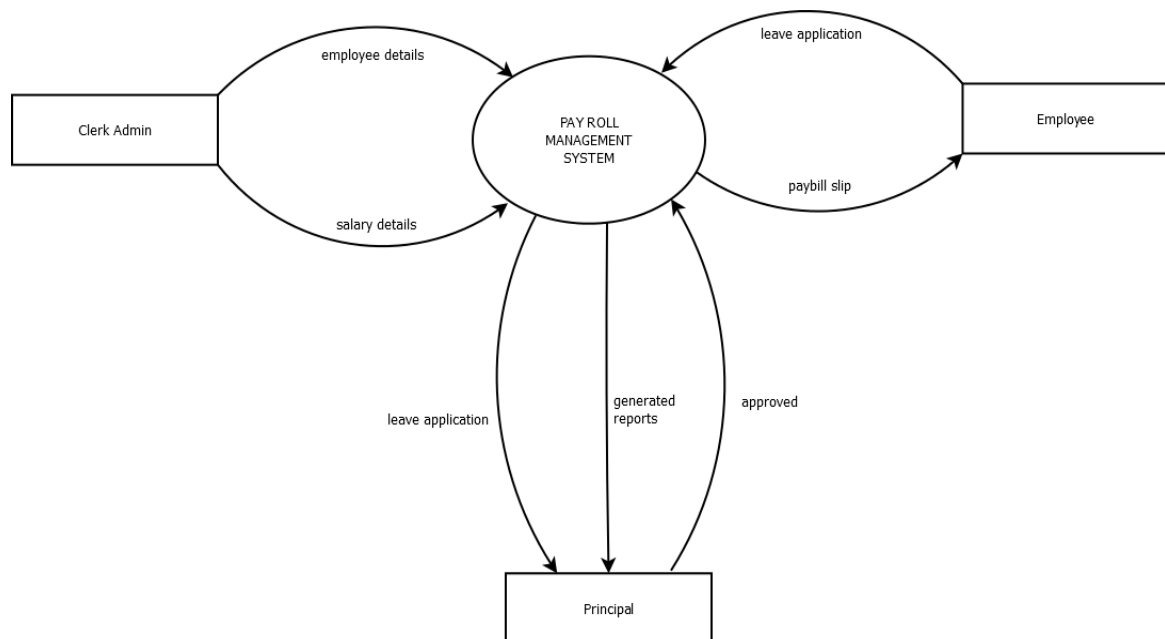 leave application
employee details
PAY ROLL
MANAGEMENT
SYSTEM
Clerk Admin
Employee
paybill slip
salary details
generated
reports
leave application
approved
Principal